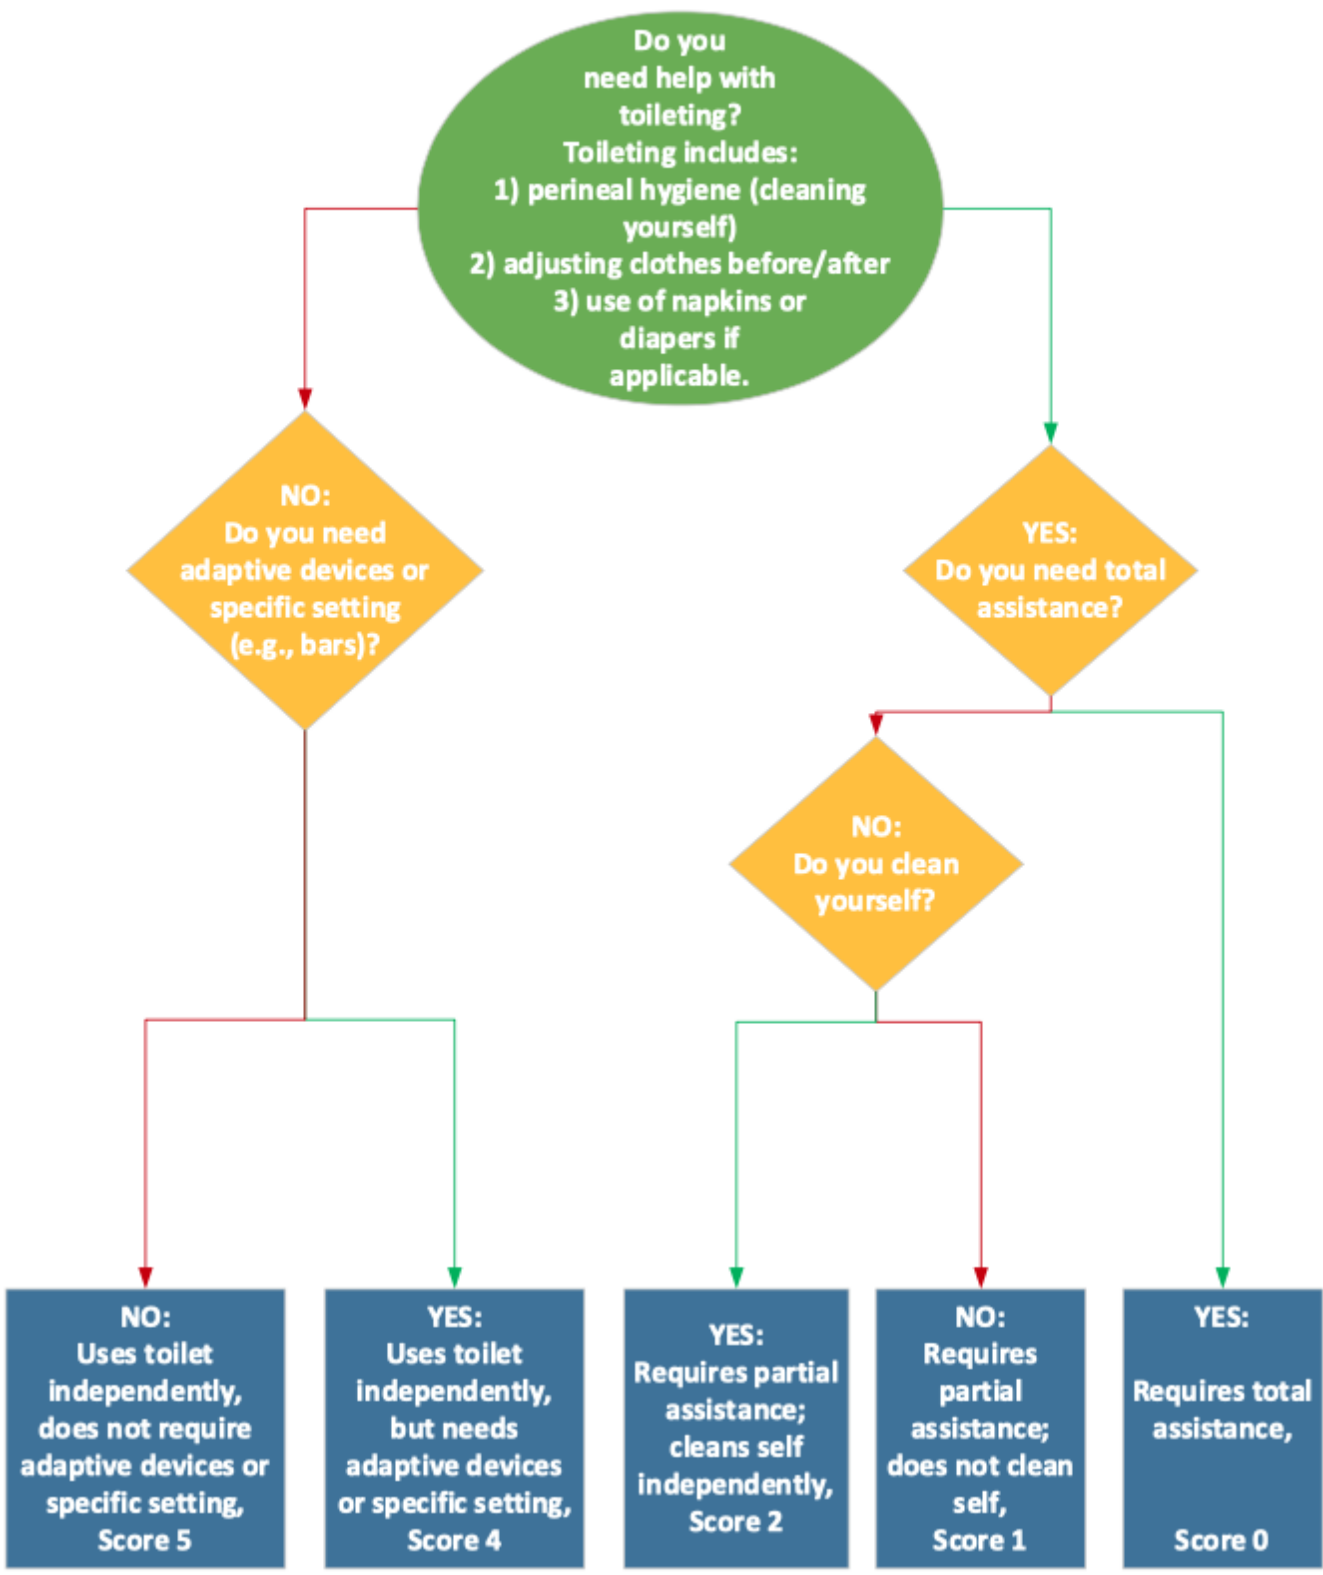 Do you
need help with
toileting?
Toileting includes:
1) perineal hygiene (cleaning
yourself)
2) adjusting clothes before/after
3) use of napkins or
diapers if
applicable.
NO:
Do you need
adaptive devices or
specific setting
(e.g., bars)?
YES:
Do you need total
assistance?
NO:
Do you clean
yourself?
NO:
Uses toilet
independently,
does not require
adaptive devices or
specific setting,
Score 5
YES:
Uses toilet
independently,
but needs
adaptive devices
or specific setting,
Score 4
YES:
Requires partial
assistance;
cleans self
independently,
Score 2
NO:
Requires
partial
assistance;
does not clean
self,
Score 1
YES:
Requires total
assistance,
Score 0